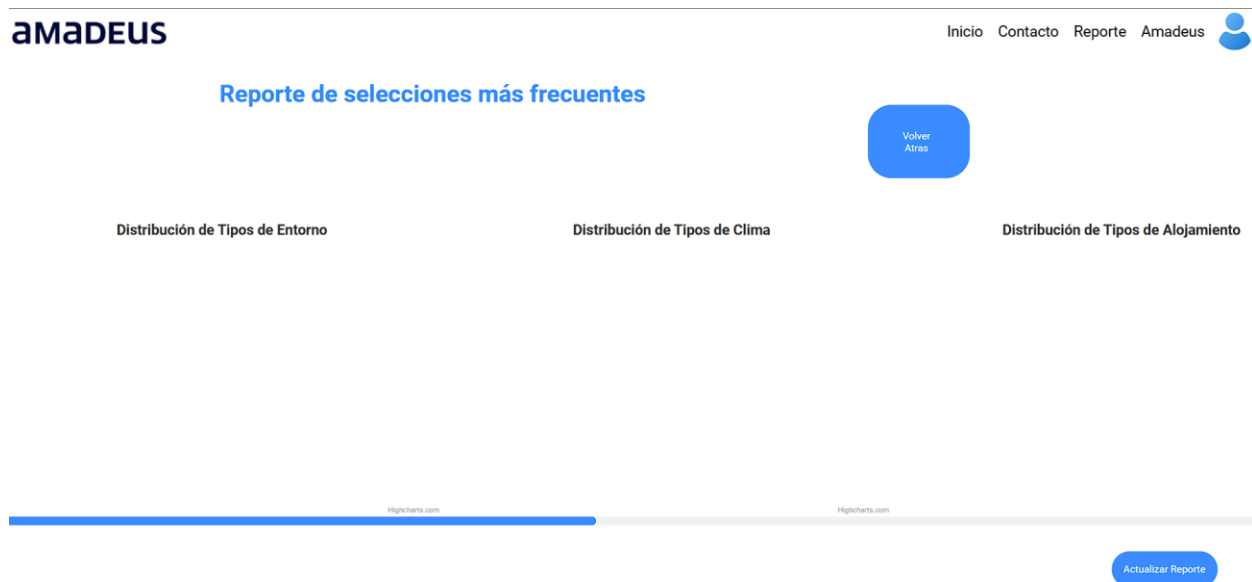 amadeus
Inicio Contacto Reporte Amadeus
Reporte de selecciones más frecuentes
Volver
Atras
Distribución de Tipos de Entorno
Distribución de Tipos de Clima
Distribución de Tipos de Alojamiento
Highcharts.com
Highcharts.com
Actualizar Reporte